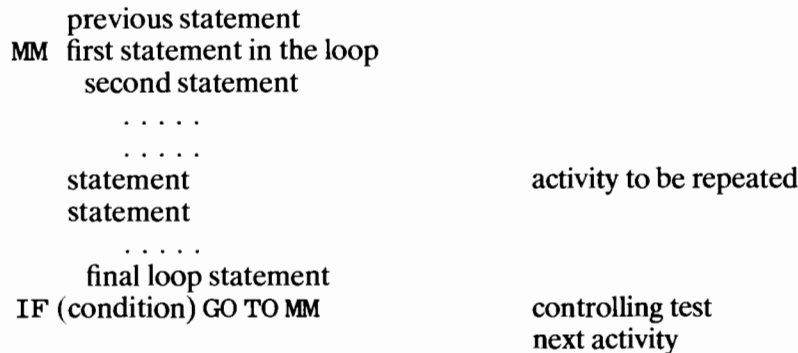 previous statement
MM first statement in the loop
second statement
. . . . .
. . . . .
statement activity to be repeated
statement
. . . . .
final loop statement
IF (condition) GO TO MM controlling test
next activity